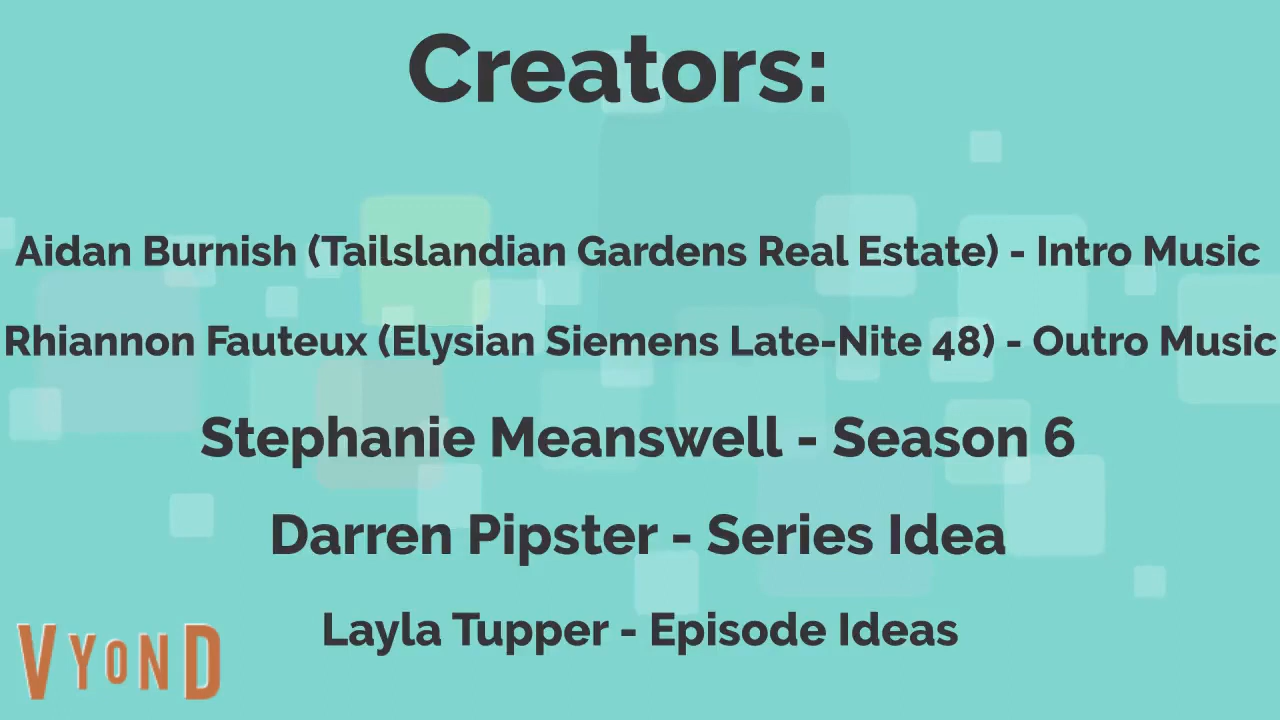 Creators:
Aidan Burnish (Tailslandian Gardens Real Estate) - Intro Music
Rhiannon Fauteux (Elysian Siemens Late-Nite 48) - Outro Music
Stephanie Meanswell - Season 6
Darren Pipster - Series Idea
Layla Tupper - Episode Ideas
VYOND